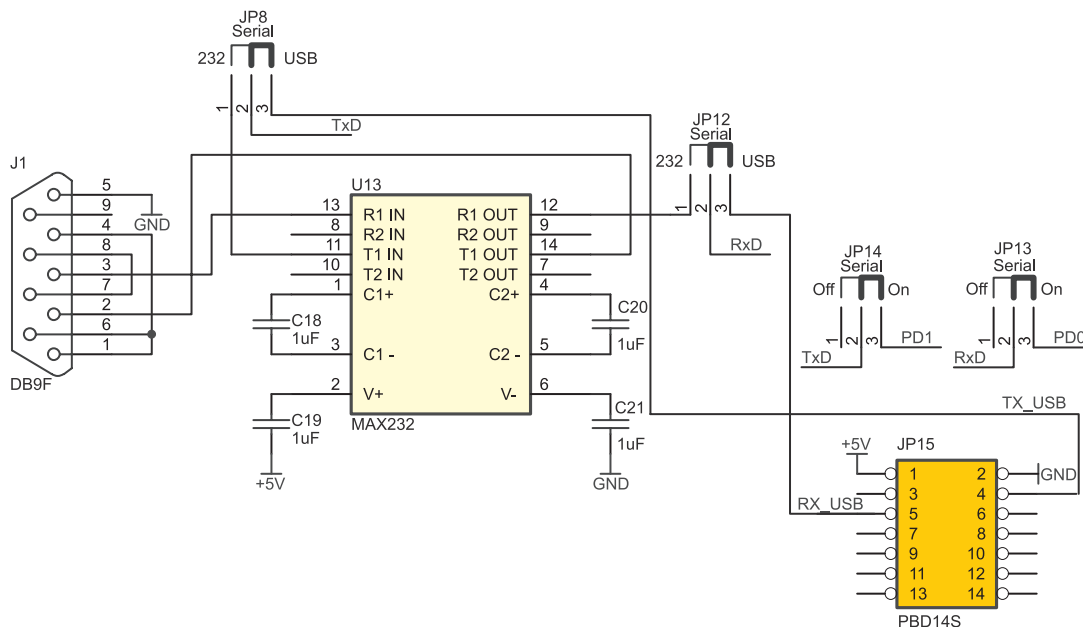 JP8
Serial
232
USB
1
2
3
TxD
JP12
Serial
232
USB
1
2
3
RxD
J1
5
9
4
8
3
7
2
6
1
GND
DB9F
U13
13 R1 IN R1 OUT 12
8 R2 IN R2 OUT 9
11 T1 IN T1 OUT 14
10 T2 IN T2 OUT 7
1 C1+ C2+ 4
3 C1 - C2 - 5
2 V+ V- 6
MAX232
C18
1uF
C19
1uF
+5V
C20
1uF
C21
1uF
GND
JP14
Serial
Off
On
1
2
3
TxD
PD1
JP13
Serial
Off
On
1
2
3
RxD
PD0
TX_USB
+5V
JP15
GND
RX_USB
1 2
3 4
5 6
7 8
9 10
11 12
13 14
PBD14S